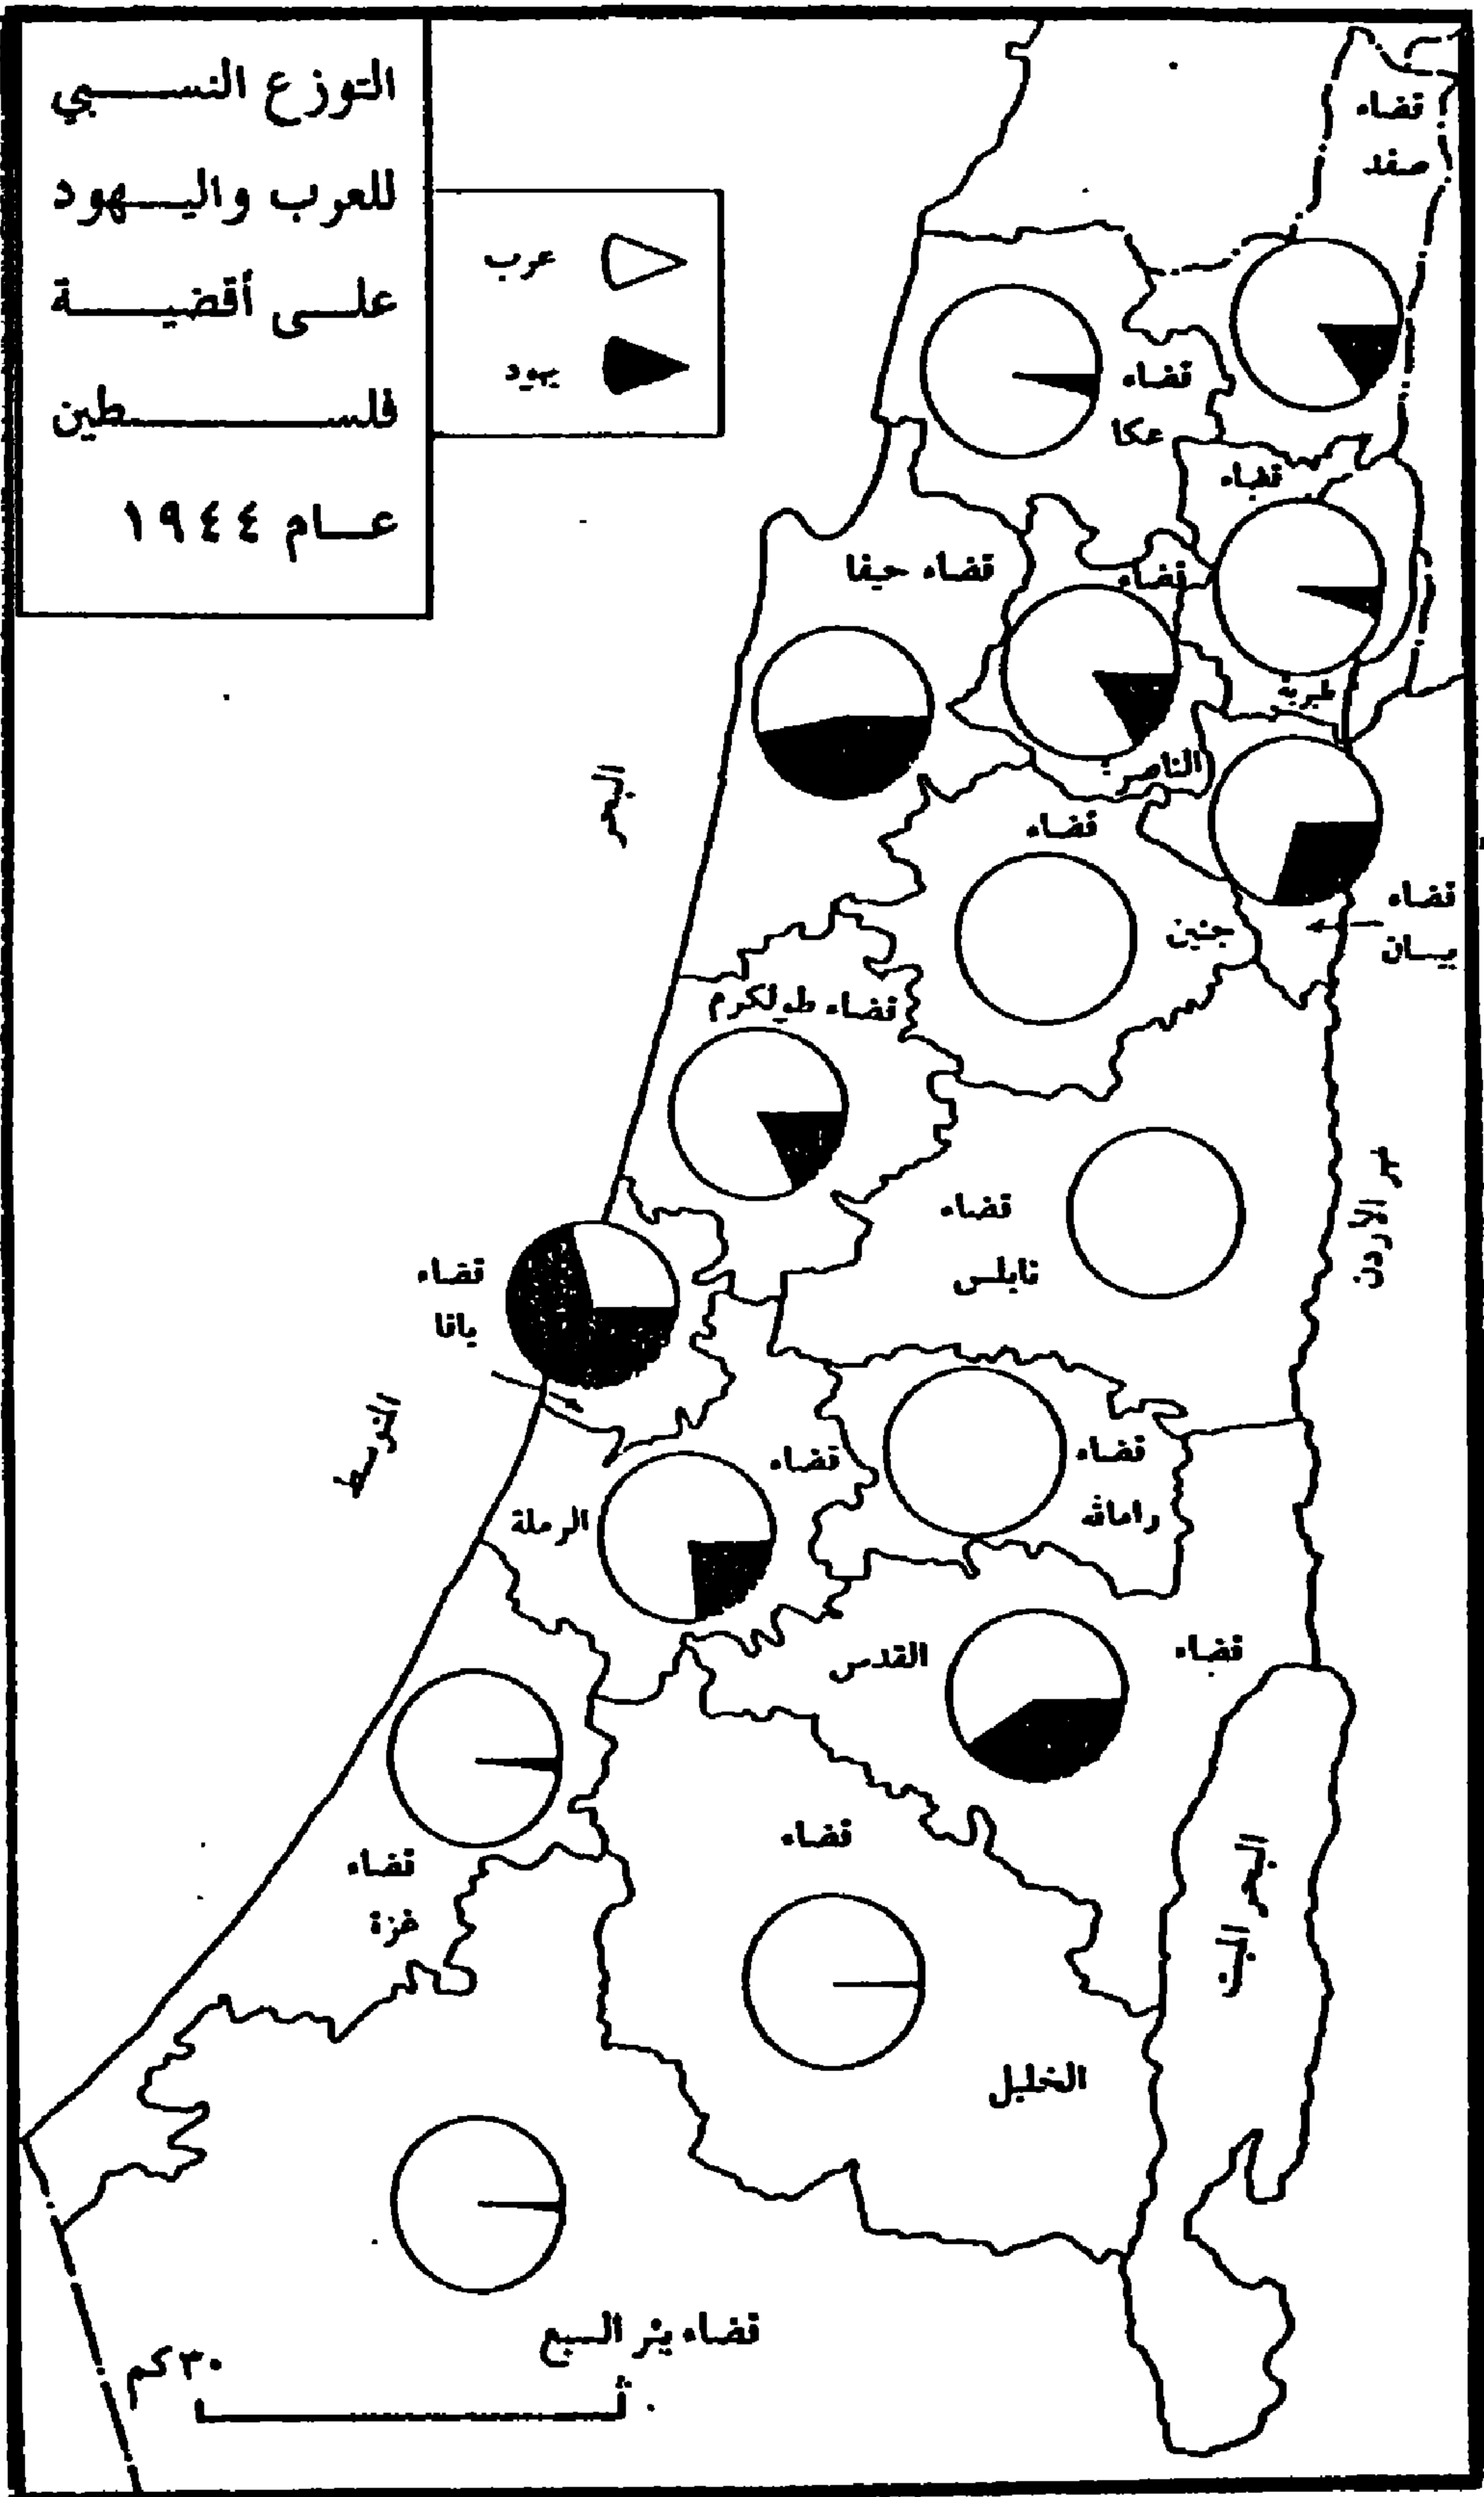 التوزع النسبي
للعرب واليهود
على أقضية
فلسطين
عام ١٩٤٤
عرب
يهود
قضاء
صفد
قضاء
عكا
قضاء
طبرية
قضاء حيفا
قضاء
الناصرة
قضاء
جنين
قضاء
بيسان
قضاء طولكرم
قضاء
نابلس
نهر الأردن
قضاء
يافا
البحر
المتوسط
قضاء
الرملة
قضاء
رام الله
قضاء
القدس
قضاء
غزة
قضاء
الخليل
البحر
الميت
قضاء بئر السبع
٣٠ كم